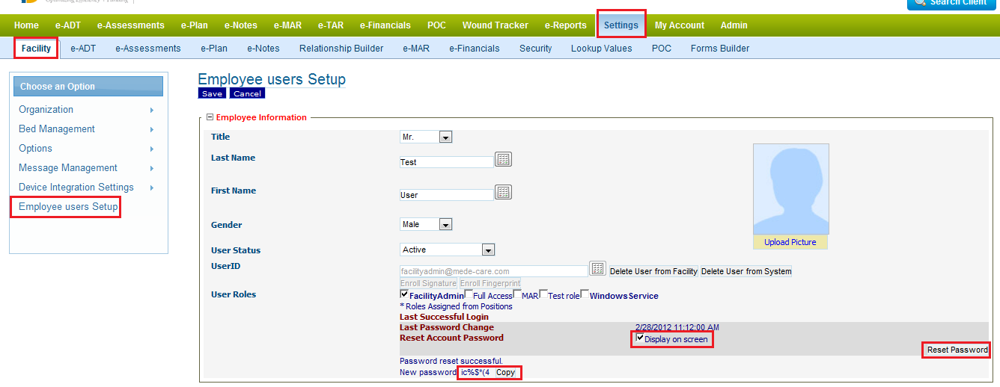 Search Client
Home e-ADT e-Assessments e-Plan e-Notes e-MAR e-TAR e-Financials POC Wound Tracker e-Reports Settings My Account Admin
Facility e-ADT e-Assessments e-Plan e-Notes Relationship Builder e-MAR e-Financials Security Lookup Values POC Forms Builder
Choose an Option
Organization
Bed Management
Options
Message Management
Device Integration Settings
Employee users Setup
Employee users Setup
Save Cancel
Employee Information
Title Mr.
Last Name Test
First Name User
Gender Male
Upload Picture
User Status Active
UserID facilityadmin@mede-care.com Delete User from Facility Delete User from System
Enroll Signature Enroll Fingerprint
User Roles FacilityAdmin Full Access MAR Test role WindowsService
* Roles Assigned from Positions
Last Successful Login
Last Password Change 2/28/2012 11:12:00 AM
Reset Account Password Display on screen
Reset Password
Password reset successful.
New password ic%$*(4 Copy